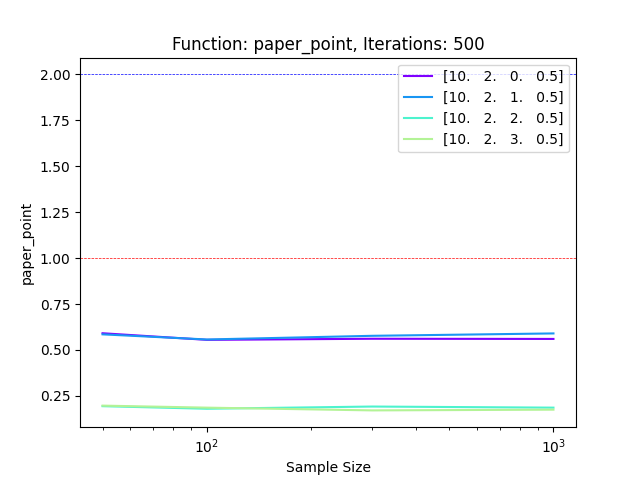 Function: paper_point, Iterations: 500
2.00
1.75
1.50
1.25
1.00
0.75
0.50
0.25
paper_point
[10. 2. 0. 0.5]
[10. 2. 1. 0.5]
[10. 2. 2. 0.5]
[10. 2. 3. 0.5]
10²
10³
Sample Size